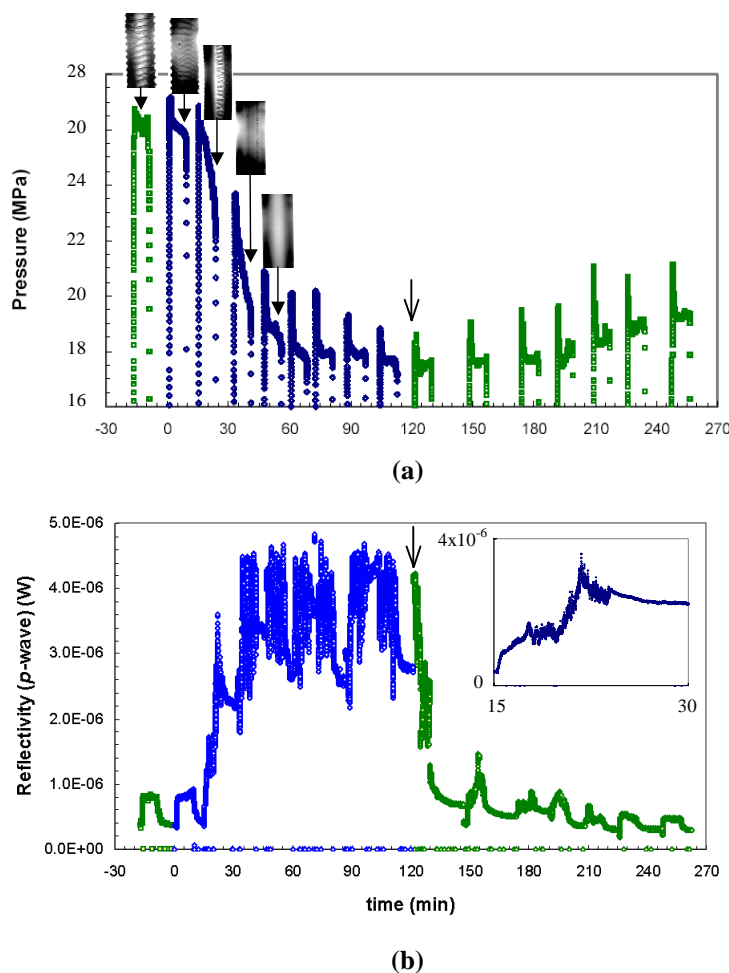 28
20
24
22
20
18
16
Pressure (MPa)
-30 0 30 60 90 120 150 180 210 240 270
(a)
5.0E-06
4.0E-06
3.0E-06
2.0E-06
1.0E-06
0.0E+00
Reflectivity (p-wave) (W)
4x10-6
0
15 30
-30 0 30 60 90 120 150 180 210 240 270
time (min)
(b)